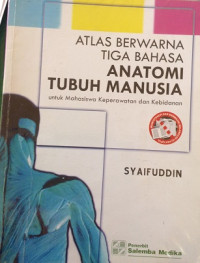 ATLAS BERWARNA
TIGA BAHASA
ANATOMI
TUBUH MANUSIA
untuk Mahasiswa Keperawatan dan Kebidanan
SYAIFUDDIN
Penerbit
Salemba Medika